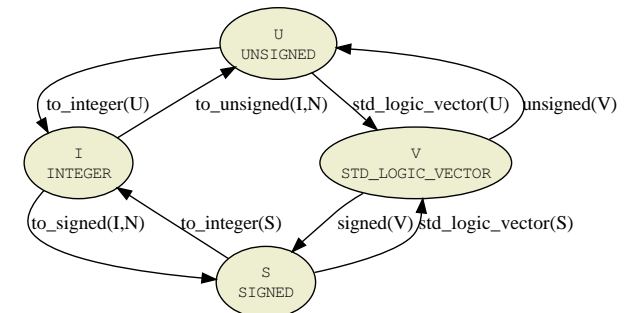 U
UNSIGNED
to_integer(U)
to_unsigned(I,N)
std_logic_vector(U)
unsigned(V)
I
INTEGER
V
STD_LOGIC_VECTOR
to_signed(I,N)
to_integer(S)
signed(V)
std_logic_vector(S)
S
SIGNED